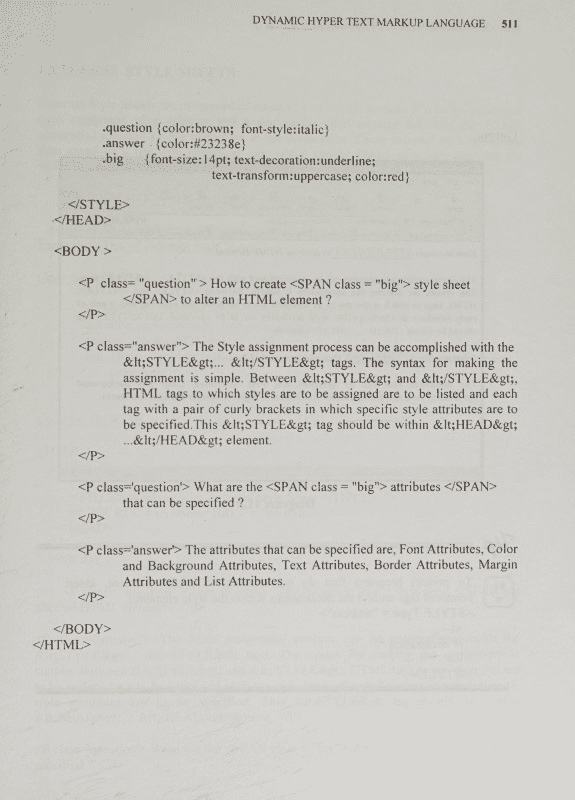 DYNAMIC HYPER TEXT MARKUP LANGUAGE 511
.question {color:brown; font-style:italic}
.answer {color:#23238e}
.big {font-size:14pt; text-decoration:underline;
text-transform:uppercase; color:red}
</STYLE>
</HEAD>
<BODY >
<P class= "question" > How to create <SPAN class = "big"> style sheet
</SPAN> to alter an HTML element ?
</P>
<P class="answer"> The Style assignment process can be accomplished with the
&lt;STYLE&gt;... &lt;/STYLE&gt; tags. The syntax for making the
assignment is simple. Between &lt;STYLE&gt; and &lt;/STYLE&gt;,
HTML tags to which styles are to be assigned are to be listed and each
tag with a pair of curly brackets in which specific style attributes are to
be specified.This &lt;STYLE&gt; tag should be within &lt;HEAD&gt;
...&lt;/HEAD&gt; element.
</P>
<P class='question'> What are the <SPAN class = "big"> attributes </SPAN>
that can be specified ?
</P>
<P class='answer'> The attributes that can be specified are, Font Attributes, Color
and Background Attributes, Text Attributes, Border Attributes, Margin
Attributes and List Attributes.
</P>
</BODY>
</HTML>